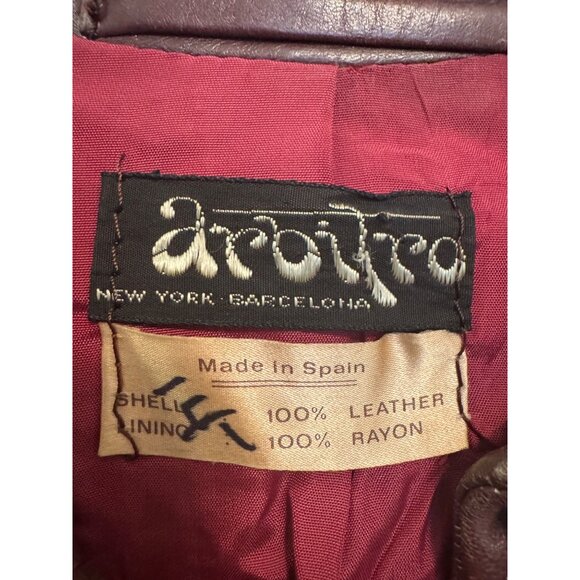 arbitro
NEW YORK · BARCELONA
Made in Spain
SHELL 100% LEATHER
LINING 100% RAYON